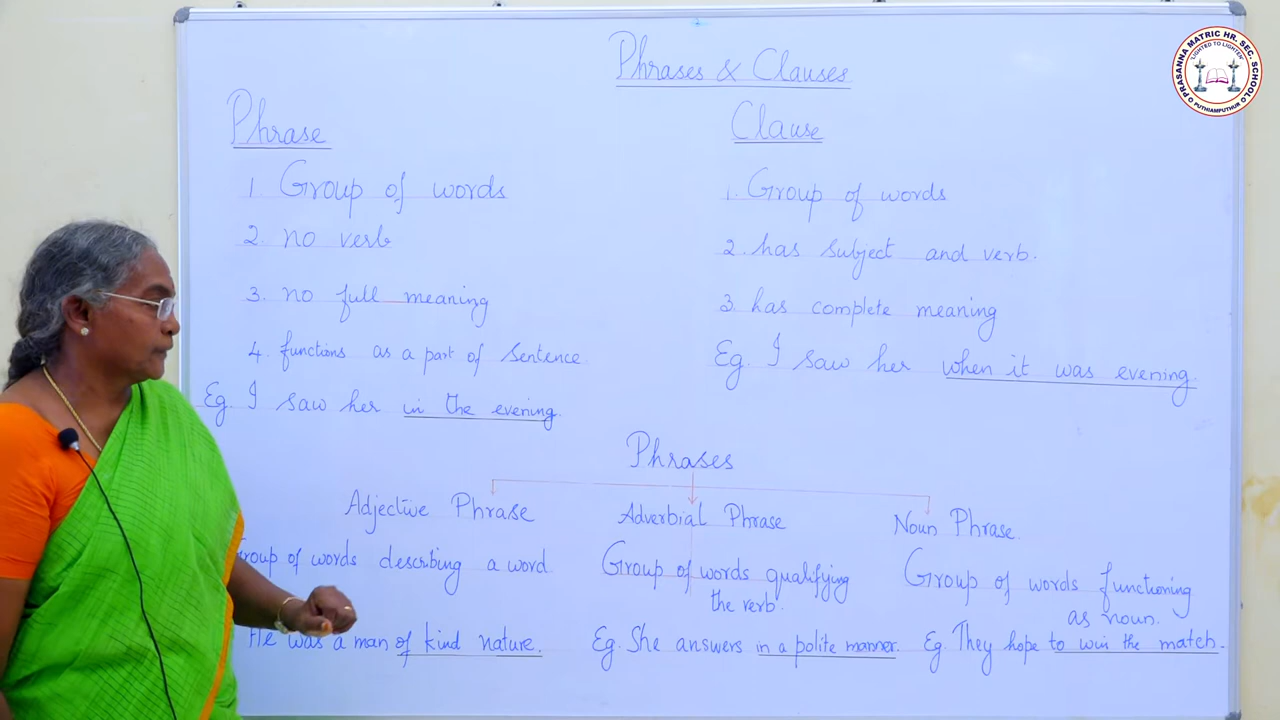 Phrases & Clauses
Phrase
1. Group of words
2. no verb
3. no full meaning
4. functions as a part of sentence.
Eg. I saw her in the evening.
Clause
1. Group of words
2. has subject and verb.
3. has complete meaning
Eg. I saw her when it was evening.
Phrases
Adjective Phrase
roup of words describing a word
He was a man of kind nature.
Adverbial Phrase
Group of words qualifying
the verb.
Eg. She answers in a polite manner.
Noun Phrase.
Group of words functioning
as noun.
Eg. They hope to win the match.
PRASANNA MATRIC HR. SEC. SCHOOL
"LIGHTED TO LIGHTEN"
PUTHIAMPUTHUR